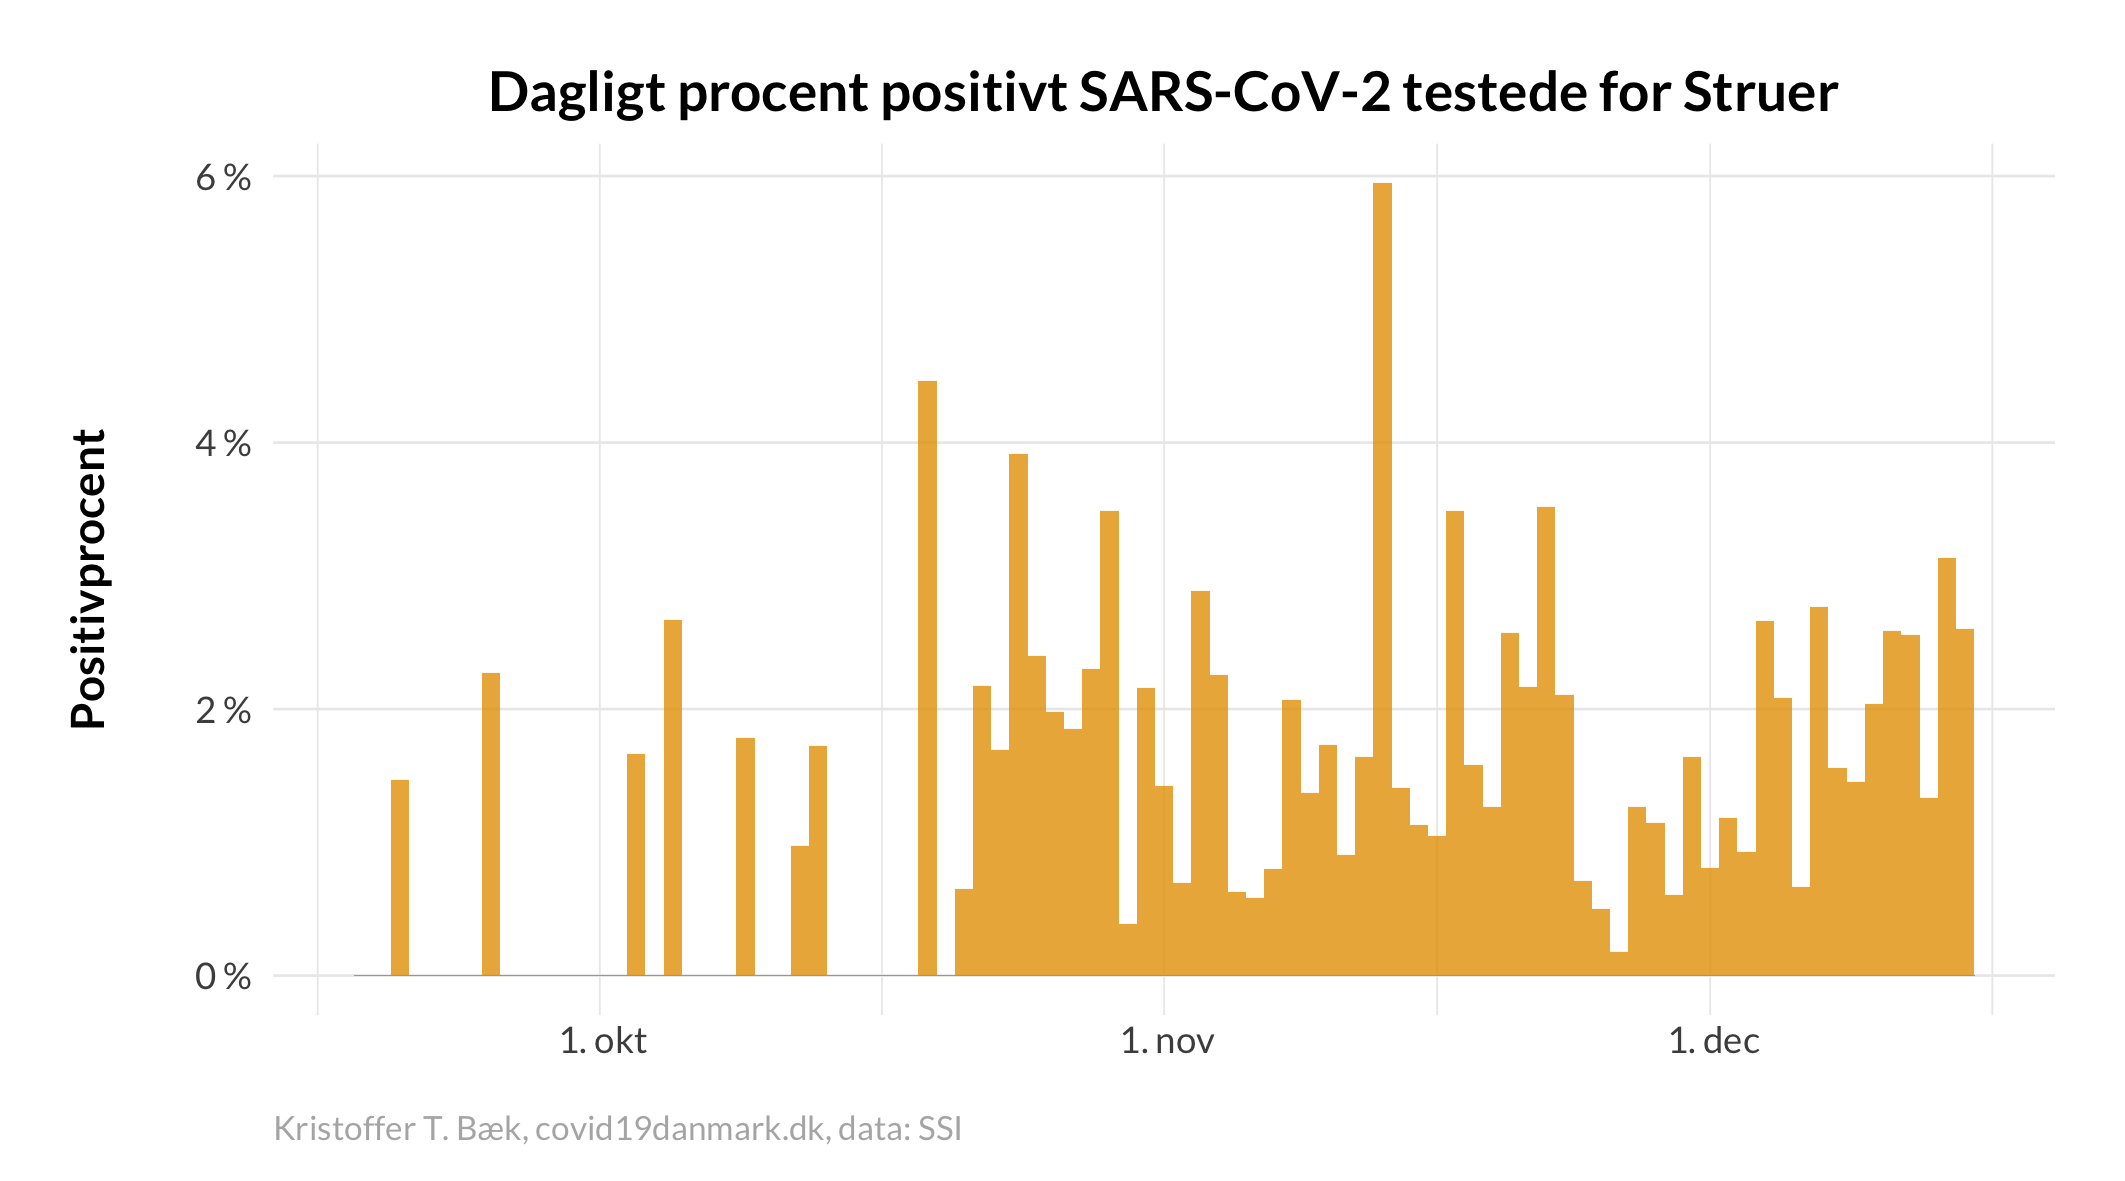 Dagligt procent positivt SARS-CoV-2 testede for Struer
Positivprocent
6 %
4 %
2 %
0 %
1. okt
1. nov
1. dec
Kristoffer T. Bæk, covid19danmark.dk, data: SSI